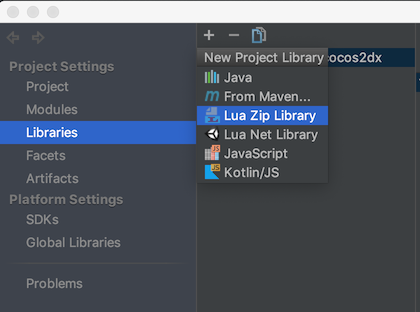 Project Settings
Project
Modules
Libraries
Facets
Artifacts
Platform Settings
SDKs
Global Libraries
Problems
New Project Library
ocos2dx
Java
From Maven...
Lua Zip Library
Lua Net Library
JavaScript
Kotlin/JS